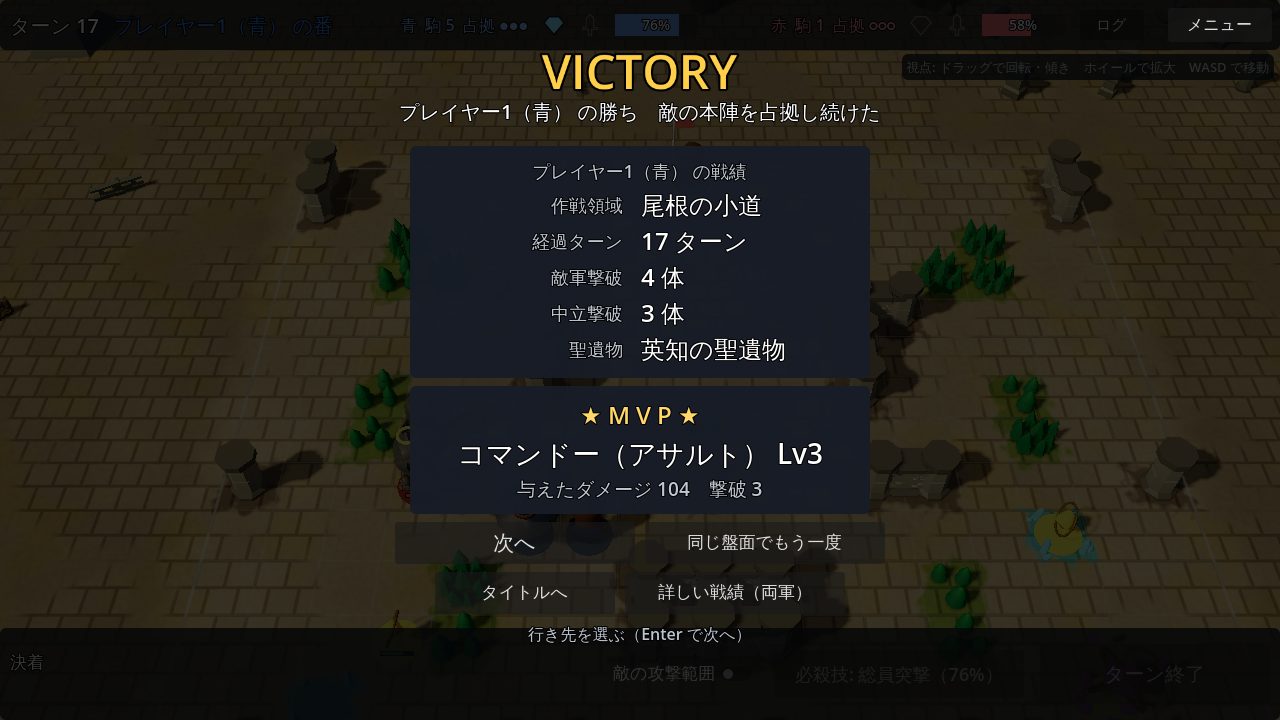 ターン 17 プレイヤー1（青） の番 青 駒 5 占拠 ●●● 76% 赤 駒 1 占拠 ○○○ 58% ログ メニュー
視点: ドラッグで回転・傾き ホイールで拡大 WASD で移動
VICTORY
プレイヤー1（青） の勝ち 敵の本陣を占拠し続けた
プレイヤー1（青） の戦績
作戦領域 尾根の小道
経過ターン 17 ターン
敵軍撃破 4 体
中立撃破 3 体
聖遺物 英知の聖遺物
★ M V P ★
コマンドー（アサルト） Lv3
与えたダメージ 104 撃破 3
次へ 同じ盤面でもう一度
タイトルへ 詳しい戦績（両軍）
行き先を選ぶ（Enter で次へ）
決着 敵の攻撃範囲 ● 必殺技: 総員突撃（76%） ターン終了